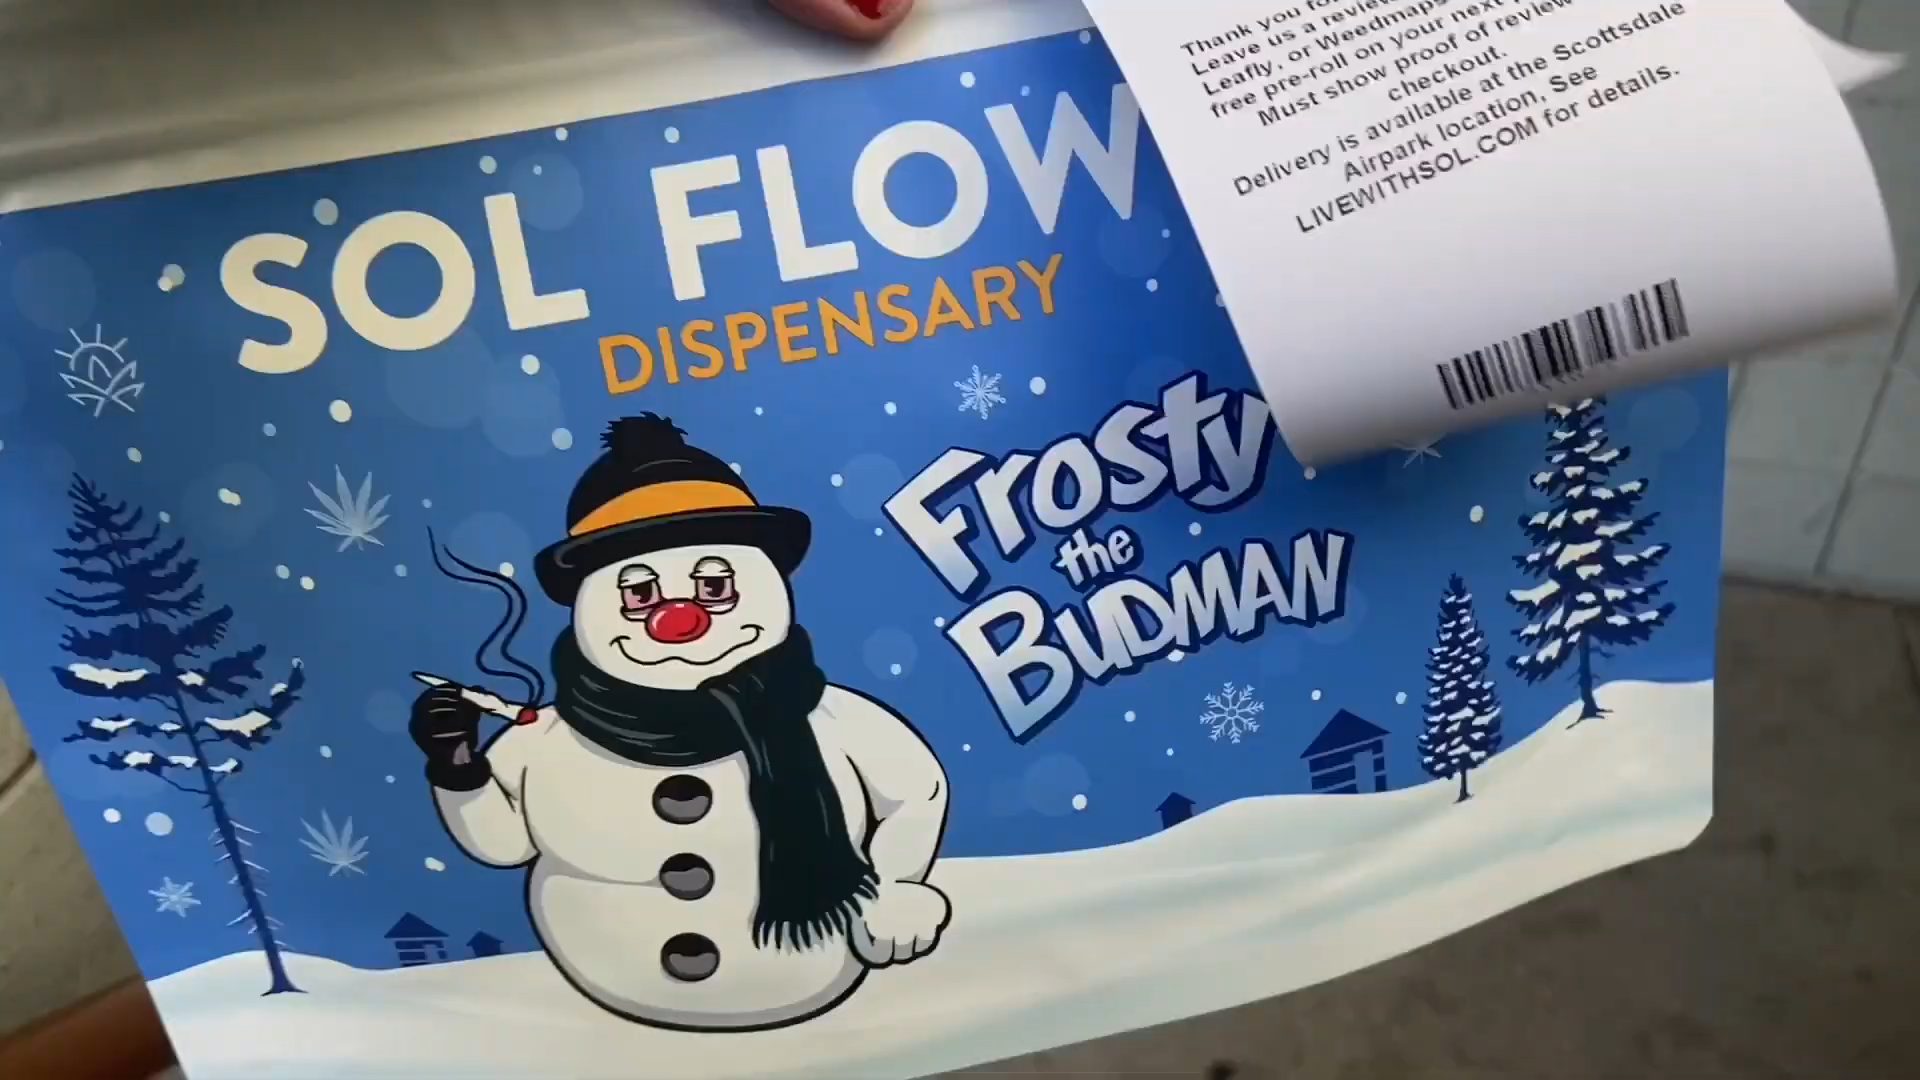 SOL FLOW
DISPENSARY
Frosty
the
BUDMAN
Thank you for
Leave us a review
Leafly, or Weedmaps
free pre-roll on your next
Must show proof of review
checkout.
Delivery is available at the Scottsdale
Airpark location, See
LIVEWITHSOL.COM for details.